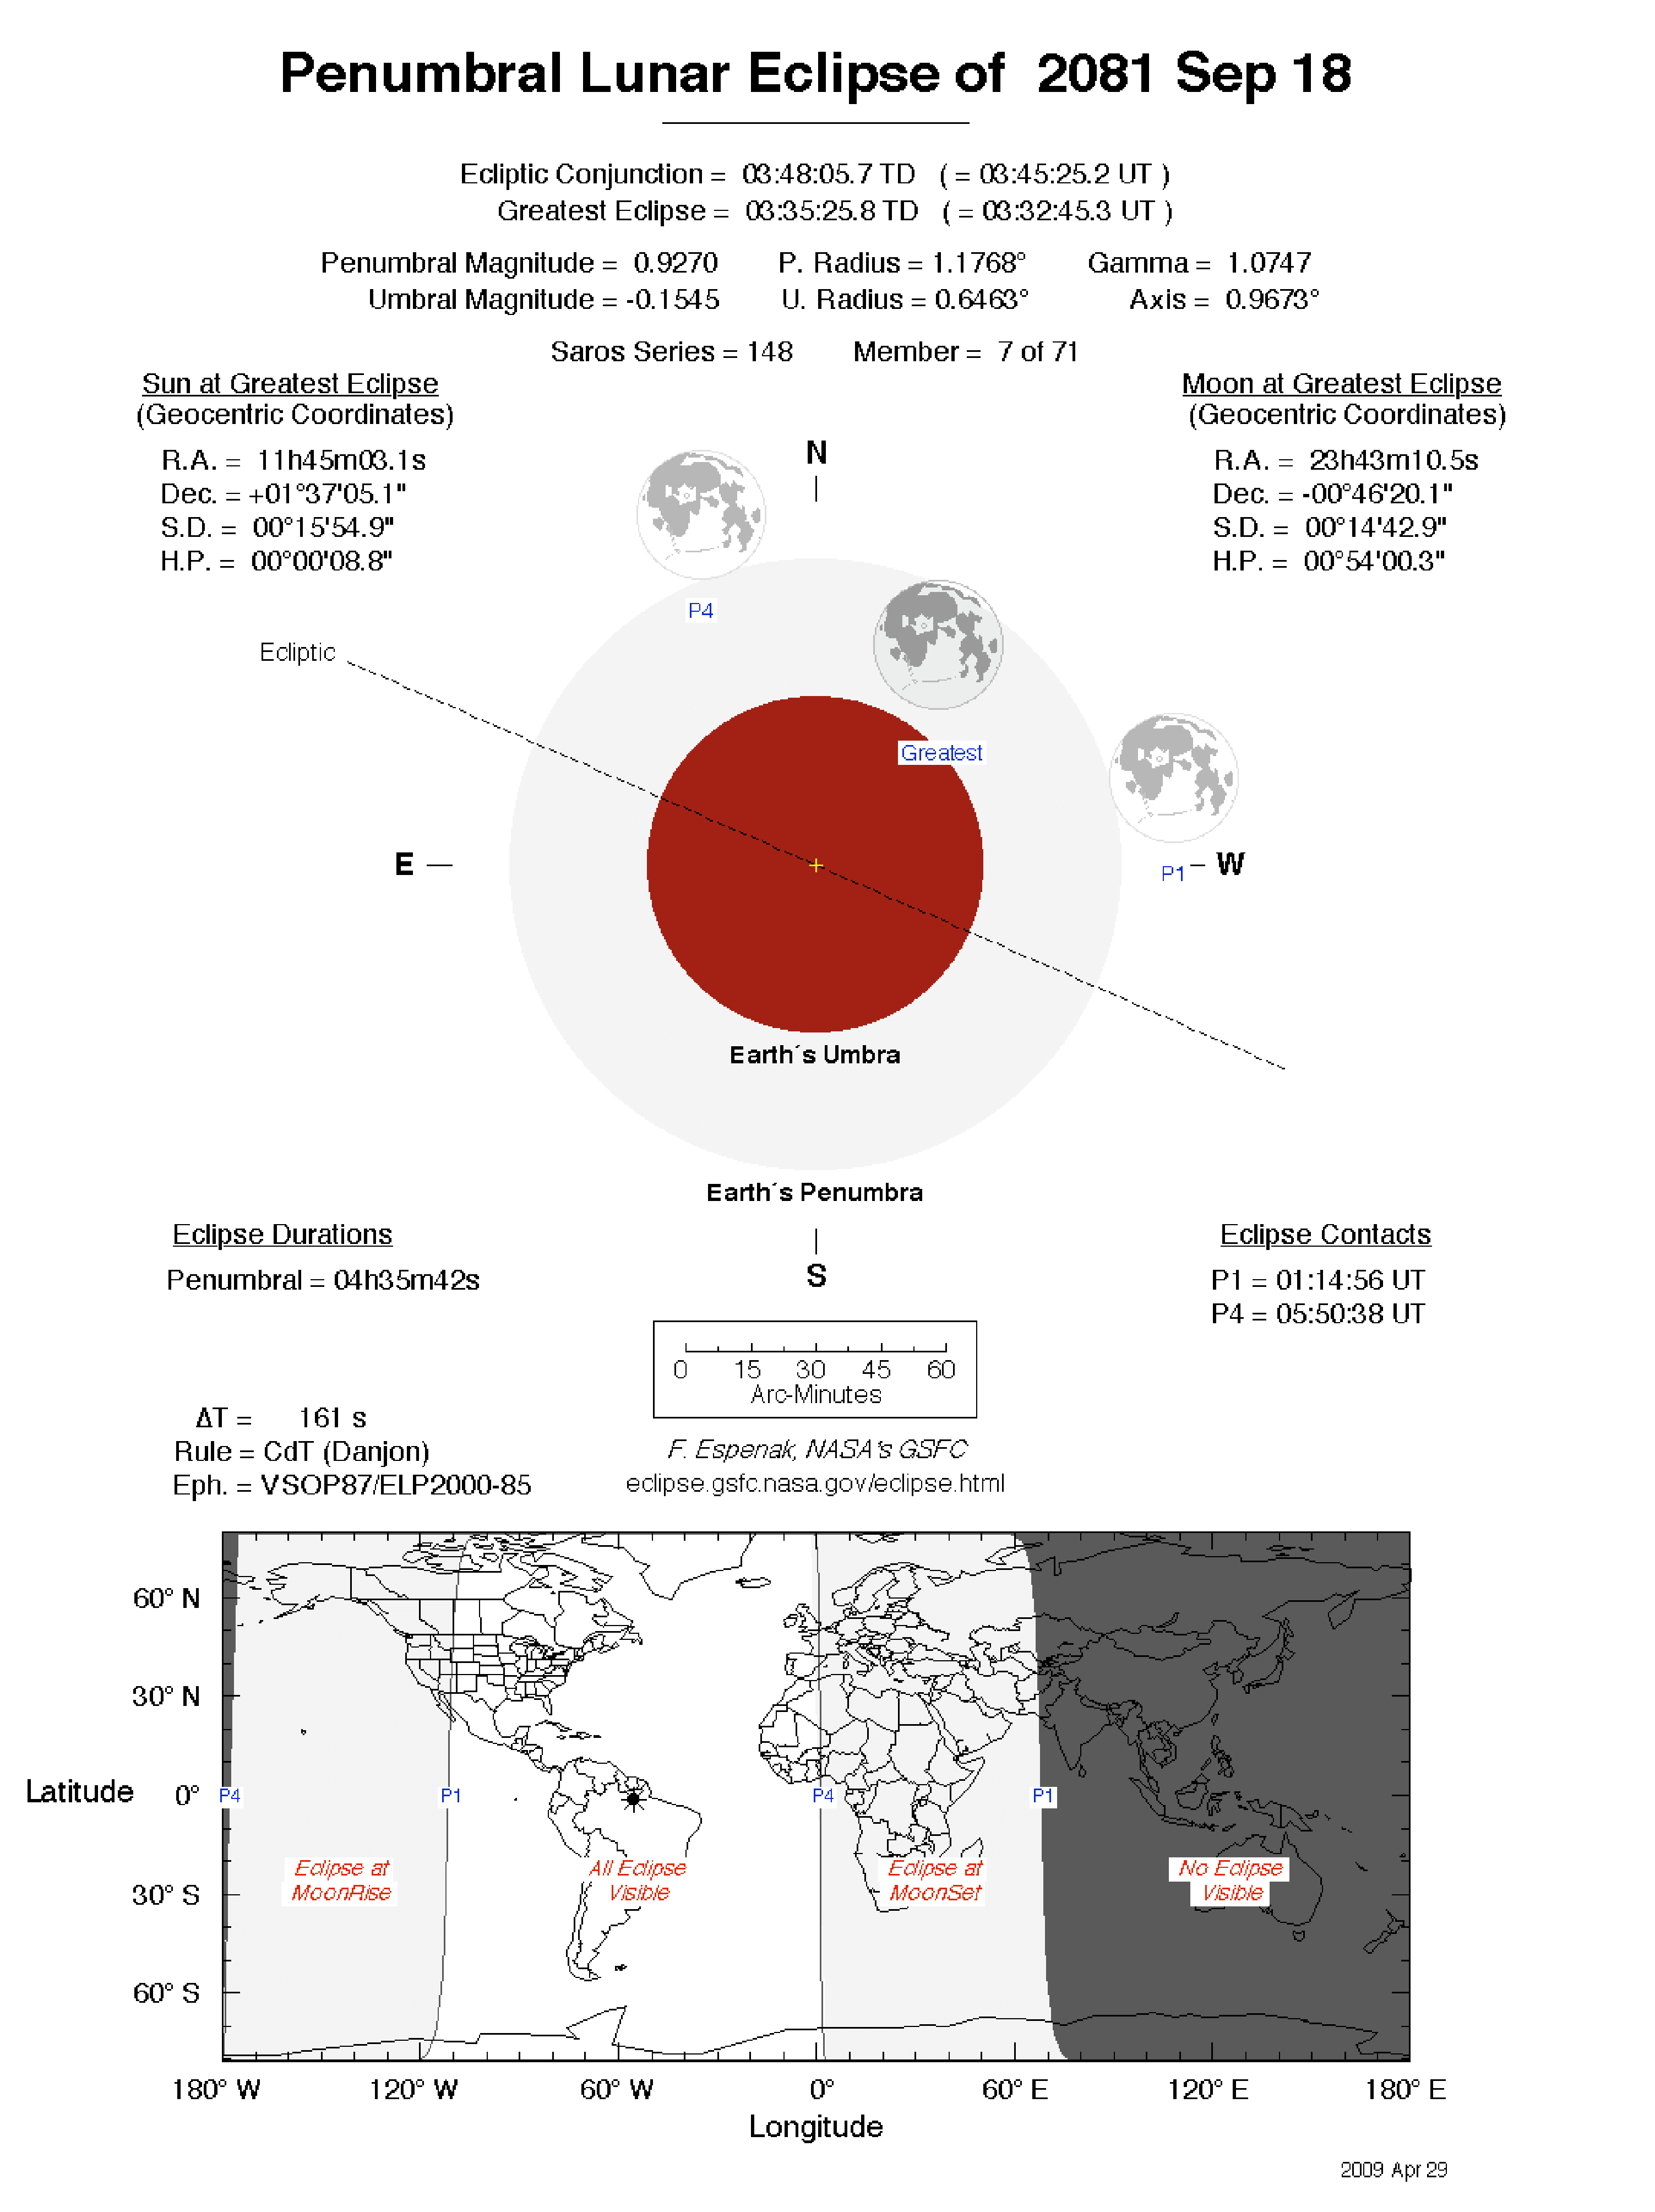 Penumbral Lunar Eclipse of  2081 Sep 18
Ecliptic Conjunction =  03:48:05.7 TD   ( = 03:45:25.2 UT )
Greatest Eclipse =  03:35:25.8 TD   ( = 03:32:45.3 UT )
Penumbral Magnitude =  0.9270    P. Radius = 1.1768°    Gamma =  1.0747
Umbral Magnitude = -0.1545    U. Radius = 0.6463°    Axis =  0.9673°
Saros Series = 148    Member =  7 of 71
Sun at Greatest Eclipse
(Geocentric Coordinates)
R.A. =  11h45m03.1s
Dec. = +01°37'05.1"
S.D. =  00°15'54.9"
H.P. =  00°00'08.8"
Moon at Greatest Eclipse
(Geocentric Coordinates)
R.A. =  23h43m10.5s
Dec. = -00°46'20.1"
S.D. =  00°14'42.9"
H.P. =  00°54'00.3"
N
P4
Ecliptic
Greatest
E
P1
W
Earth´s Umbra
Earth´s Penumbra
S
Eclipse Durations
Penumbral = 04h35m42s
Eclipse Contacts
P1 = 01:14:56 UT
P4 = 05:50:38 UT
0 15 30 45 60
Arc-Minutes
ΔT =      161 s
Rule = CdT (Danjon)
Eph. = VSOP87/ELP2000-85
F. Espenak, NASA's GSFC
eclipse.gsfc.nasa.gov/eclipse.html
60° N
30° N
Latitude 0°
30° S
60° S
P4 P1 P4 P1
Eclipse at
MoonRise
All Eclipse
Visible
Eclipse at
MoonSet
No Eclipse
Visible
180° W 120° W 60° W 0° 60° E 120° E 180° E
Longitude
2009 Apr 29